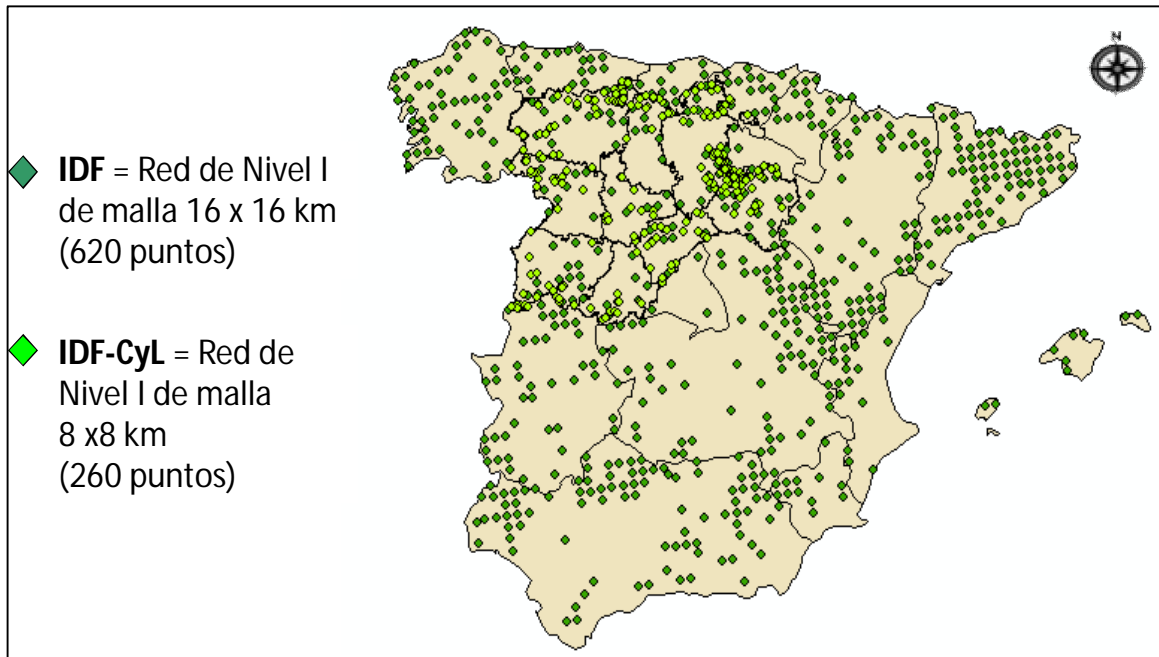 N
IDF = Red de Nivel I
de malla 16 x 16 km
(620 puntos)
IDF-CyL = Red de
Nivel I de malla
8 x8 km
(260 puntos)